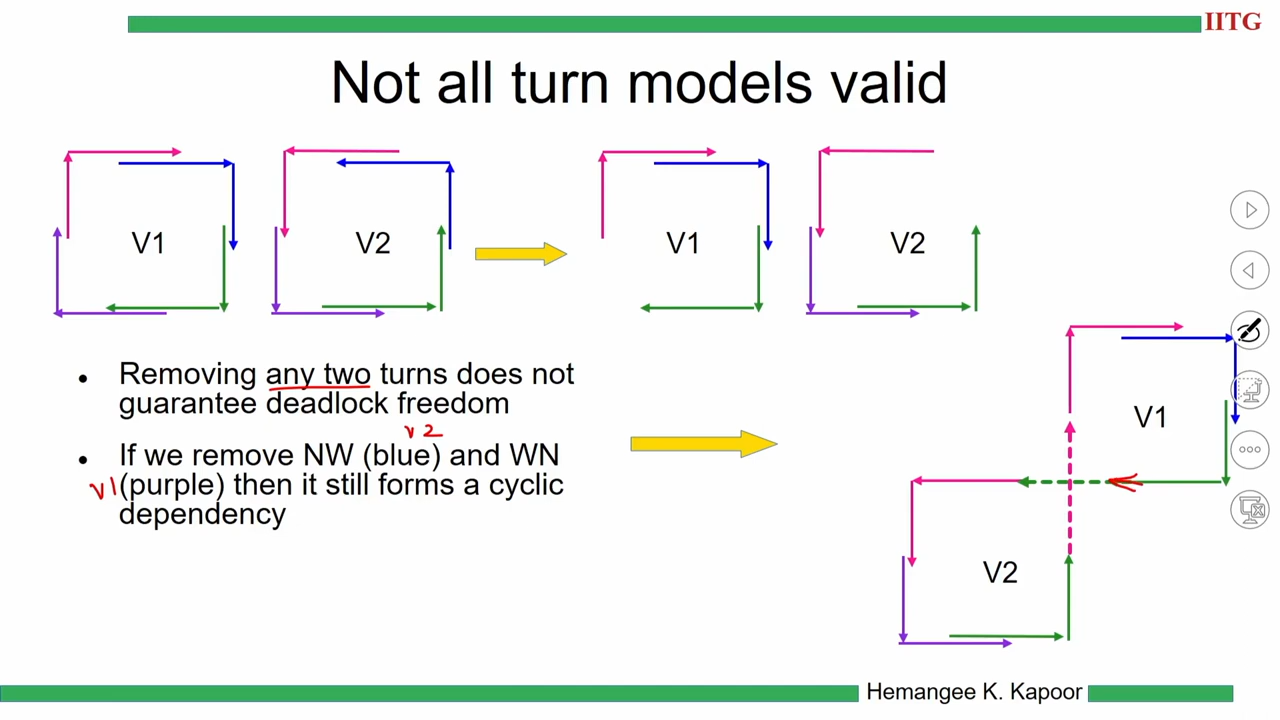 IITG
Not all turn models valid
V1
V2
V1
V2
Removing any two turns does not
guarantee deadlock freedom
v2
If we remove NW (blue) and WN
v1 (purple) then it still forms a cyclic
dependency
V1
V2
Hemangee K. Kapoor